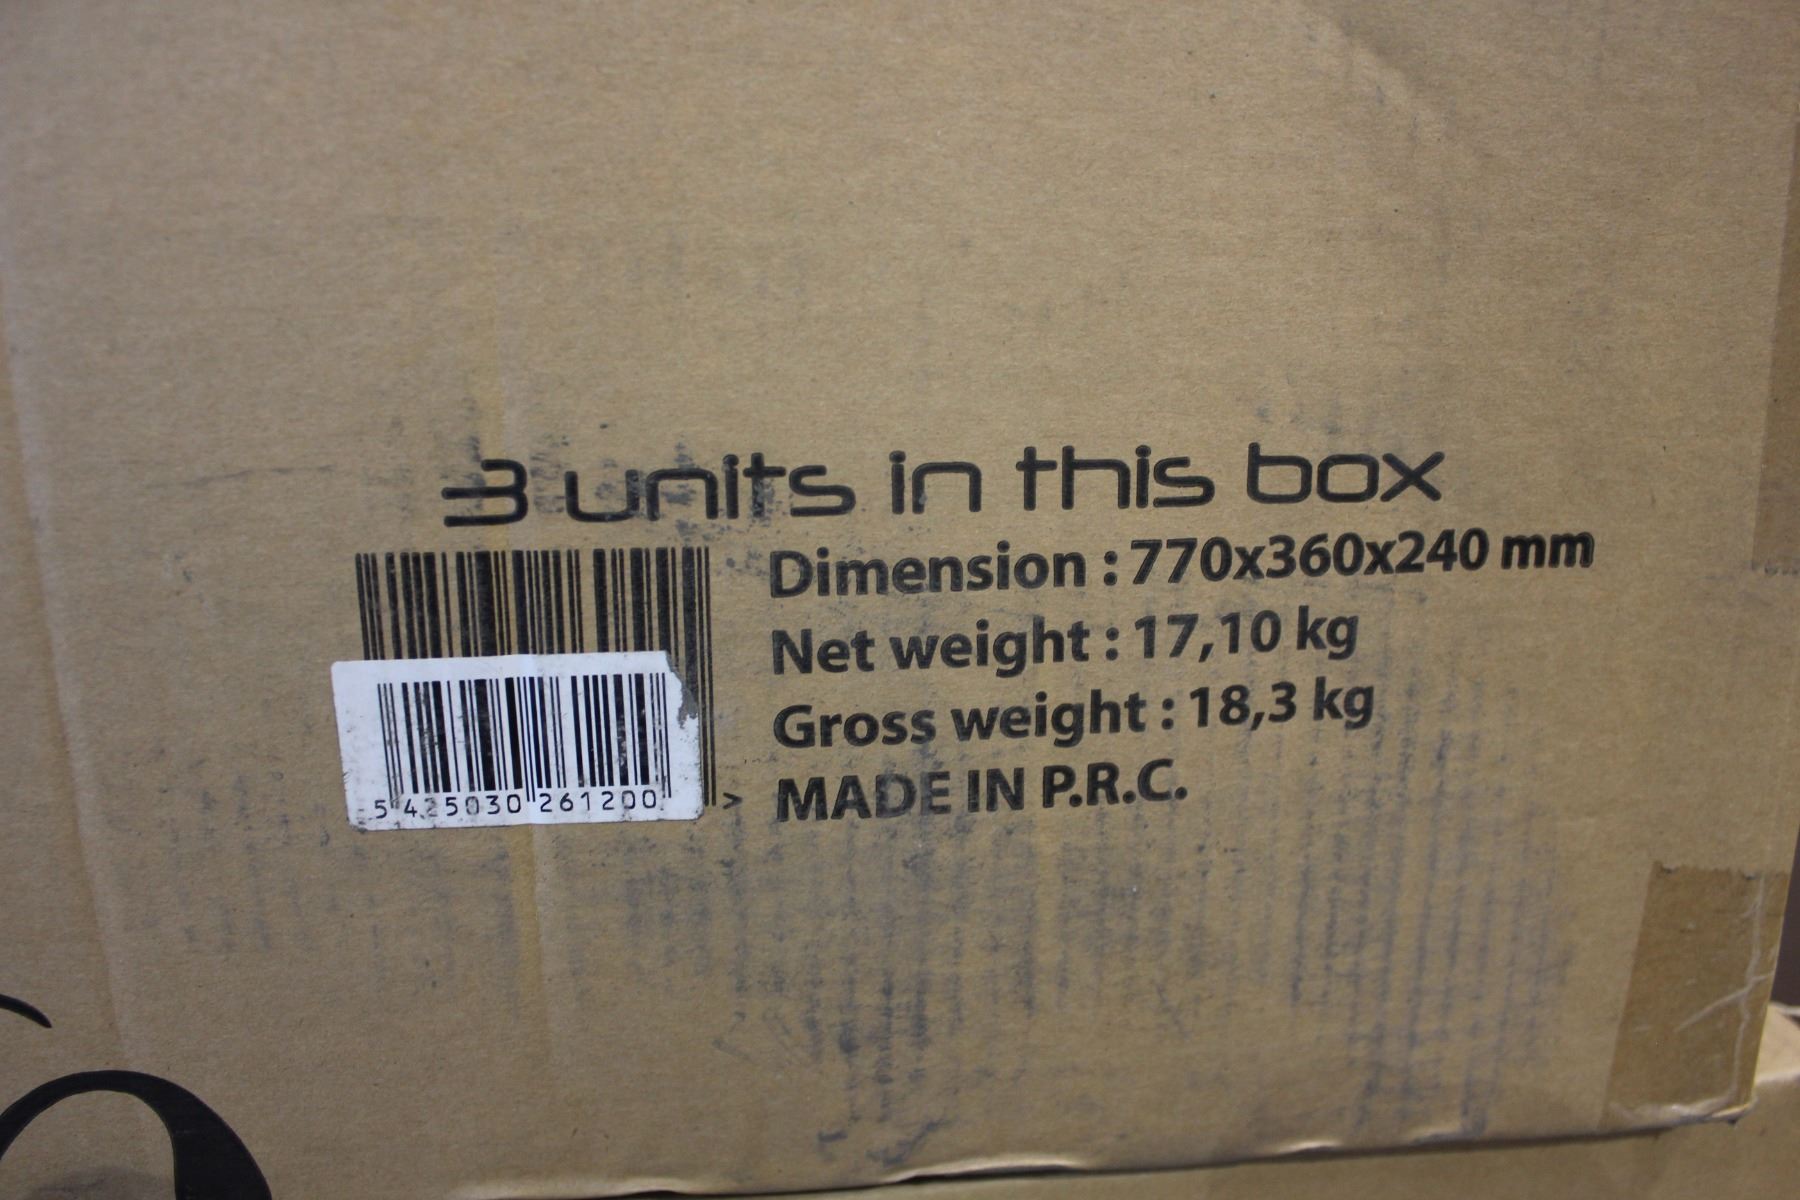 3 units in this box
Dimension : 770x360x240 mm
Net weight : 17,10 kg
Gross weight : 18,3 kg
MADE IN P.R.C.
5 425030 261200 >